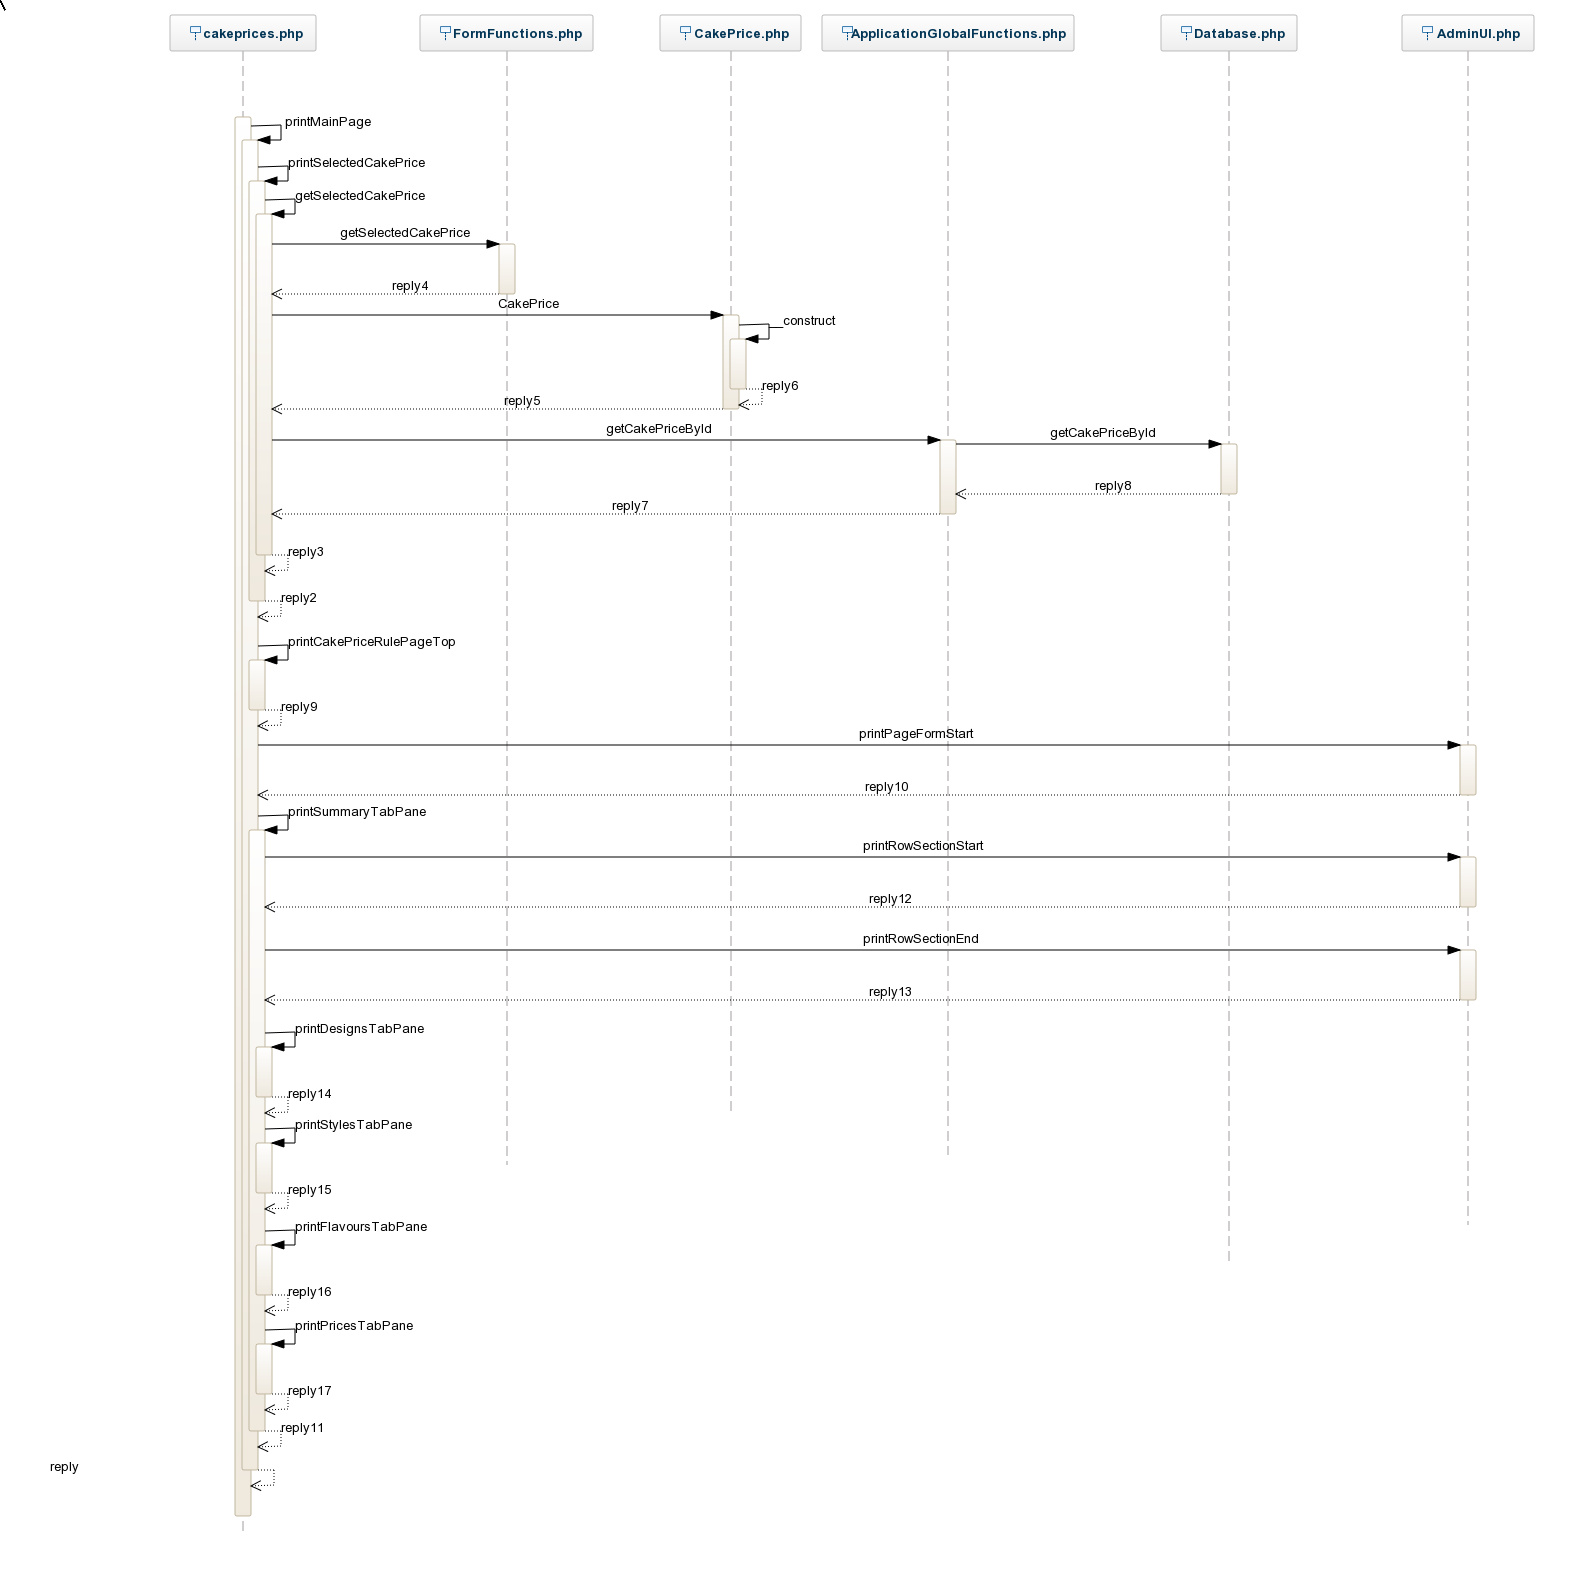 cakeprices.php
FormFunctions.php
CakePrice.php
ApplicationGlobalFunctions.php
Database.php
AdminUI.php
printMainPage
printSelectedCakePrice
getSelectedCakePrice
getSelectedCakePrice
reply4
CakePrice
construct
reply6
reply5
getCakePriceById
getCakePriceById
reply8
reply7
reply3
reply2
printCakePriceRulePageTop
reply9
printPageFormStart
reply10
printSummaryTabPane
printRowSectionStart
reply12
printRowSectionEnd
reply13
printDesignsTabPane
reply14
printStylesTabPane
reply15
printFlavoursTabPane
reply16
printPricesTabPane
reply17
reply11
reply